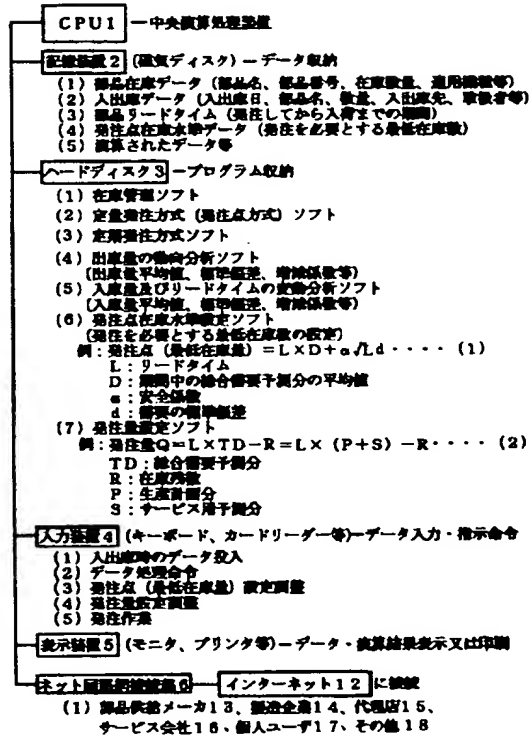 CPU1 ー中央演算処理装置
記憶装置2 (磁気ディスク) ーデータ収納
(1) 部品在庫データ (部品名、部品番号、在庫数量、適用機種等)
(2) 入出庫データ (入出庫日、部品名、数量、入出庫先、取扱者等)
(3) 部品リードタイム (発注してから入荷までの期間)
(4) 発注点在庫水準データ (発注を必要とする最低在庫数)
(5) 演算されたデータ等
ハードディスク3 ープログラム収納
(1) 在庫管理ソフト
(2) 定量発注方式 (発注点方式) ソフト
(3) 定期発注方式ソフト
(4) 出庫量の動向分析ソフト
(出庫量平均値、標準偏差、増減係数等)
(5) 入庫量及びリードタイムの変動分析ソフト
(入庫量平均値、標準偏差、増減係数等)
(6) 発注点在庫水準設定ソフト
(発注を必要とする最低在庫数の設定)
例:発注点 (最低在庫量) =L×D+α√Ld・・・・ (1)
L:リードタイム
D:期間中の総合需要予測分の平均値
α:安全係数
d:需要の標準偏差
(7) 発注量設定ソフト
例:発注量Q=L×TD−R=L× (P+S) −R・・・・ (2)
TD:総合需要予測分
R:在庫残数
P:生産計画分
S:サービス用予測分
入力装置4 (キーボード、カードリーダー等)ーデータ入力・指示命令
(1) 入出庫時のデータ投入
(2) データ処理命令
(3) 発注点 (最低在庫量) 設定調整
(4) 発注量設定調整
(5) 発注作業
表示装置5 (モニタ、プリンタ等)ーデータ・演算結果表示又は印刷
ネット回路網接続器6 インターネット12 に接続
(1) 部品供給メーカ13、製造企業14、代理店15、
サービス会社16、個人ユーザ17、その他18